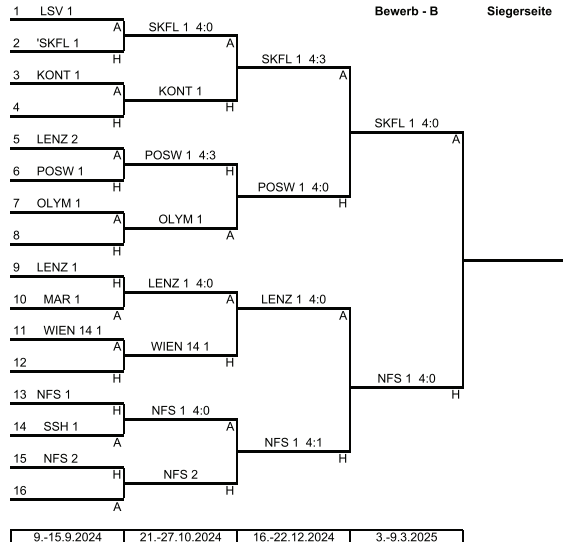 1 LSV 1 Bewerb - B Siegerseite
A SKFL 1 4:0
2 'SKFL 1 A
H SKFL 1 4:3
3 KONT 1 A
A KONT 1
4 H
H SKFL 1 4:0
5 LENZ 2 A
A POSW 1 4:3
6 POSW 1 H
H POSW 1 4:0
7 OLYM 1 H
A OLYM 1
8 A
H
9 LENZ 1
H LENZ 1 4:0
10 MAR 1 A LENZ 1 4:0
A A
11 WIEN 14 1
A WIEN 14 1
12 H
H NFS 1 4:0
13 NFS 1 H
H NFS 1 4:0
14 SSH 1 A
A NFS 1 4:1
15 NFS 2 H
H NFS 2
16 H
A
9.-15.9.2024 21.-27.10.2024 16.-22.12.2024 3.-9.3.2025